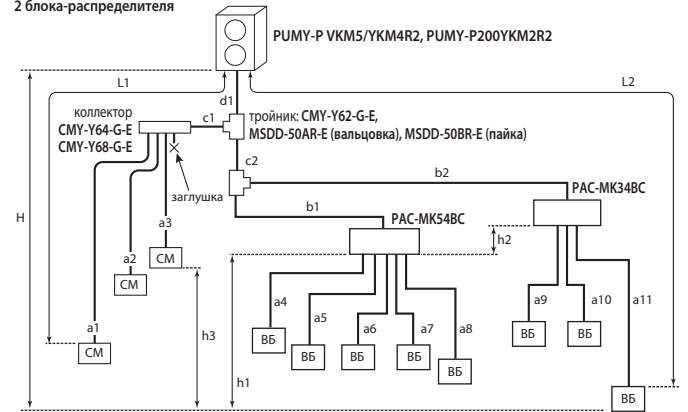 2 блока-распределителя
PUMY-P VKM5/YKM4R2, PUMY-P200YKM2R2
L1
L2
d1
коллектор
CMY-Y64-G-E
CMY-Y68-G-E
c1
тройник: CMY-Y62-G-E,
MSDD-50AR-E (вальцовка), MSDD-50BR-E (пайка)
c2
заглушка
b2
PAC-MK34BC
H
b1
PAC-MK54BC
h2
a3
a2
СМ
СМ
a1
СМ
h3
h1
a4
a5
a6
a7
a8
ВБ
ВБ
ВБ
ВБ
ВБ
a9
a10
a11
ВБ
ВБ
ВБ